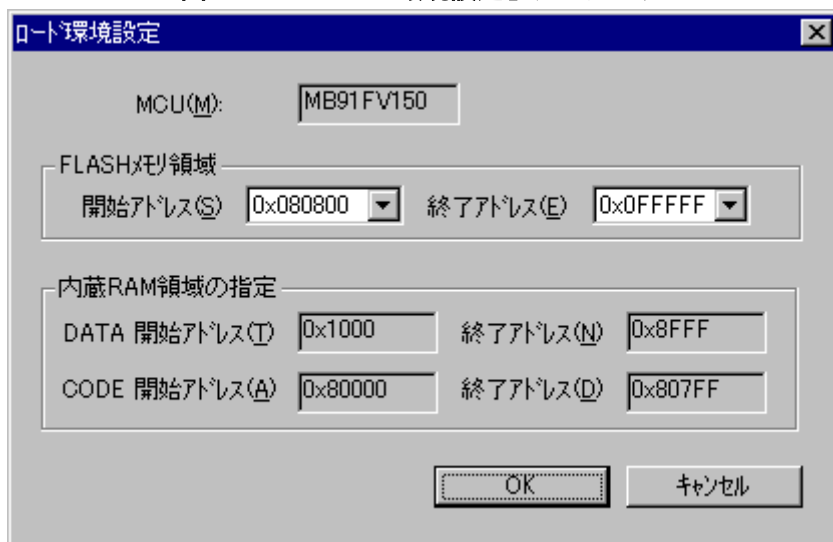 ロード環境設定
MCU(M): MB91FV150
FLASHメモリ領域
開始アドレス(S) 0x080800 終了アドレス(E) 0x0FFFFF
内蔵RAM領域の指定
DATA 開始アドレス(T) 0x1000 終了アドレス(N) 0x8FFF
CODE 開始アドレス(A) 0x80000 終了アドレス(D) 0x807FF
OK キャンセル